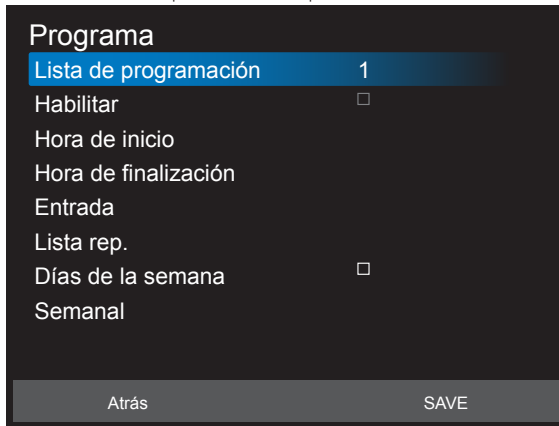 Programa
Lista de programación 1
Habilitar
Hora de inicio
Hora de finalización
Entrada
Lista rep.
Días de la semana
Semanal
Atrás SAVE